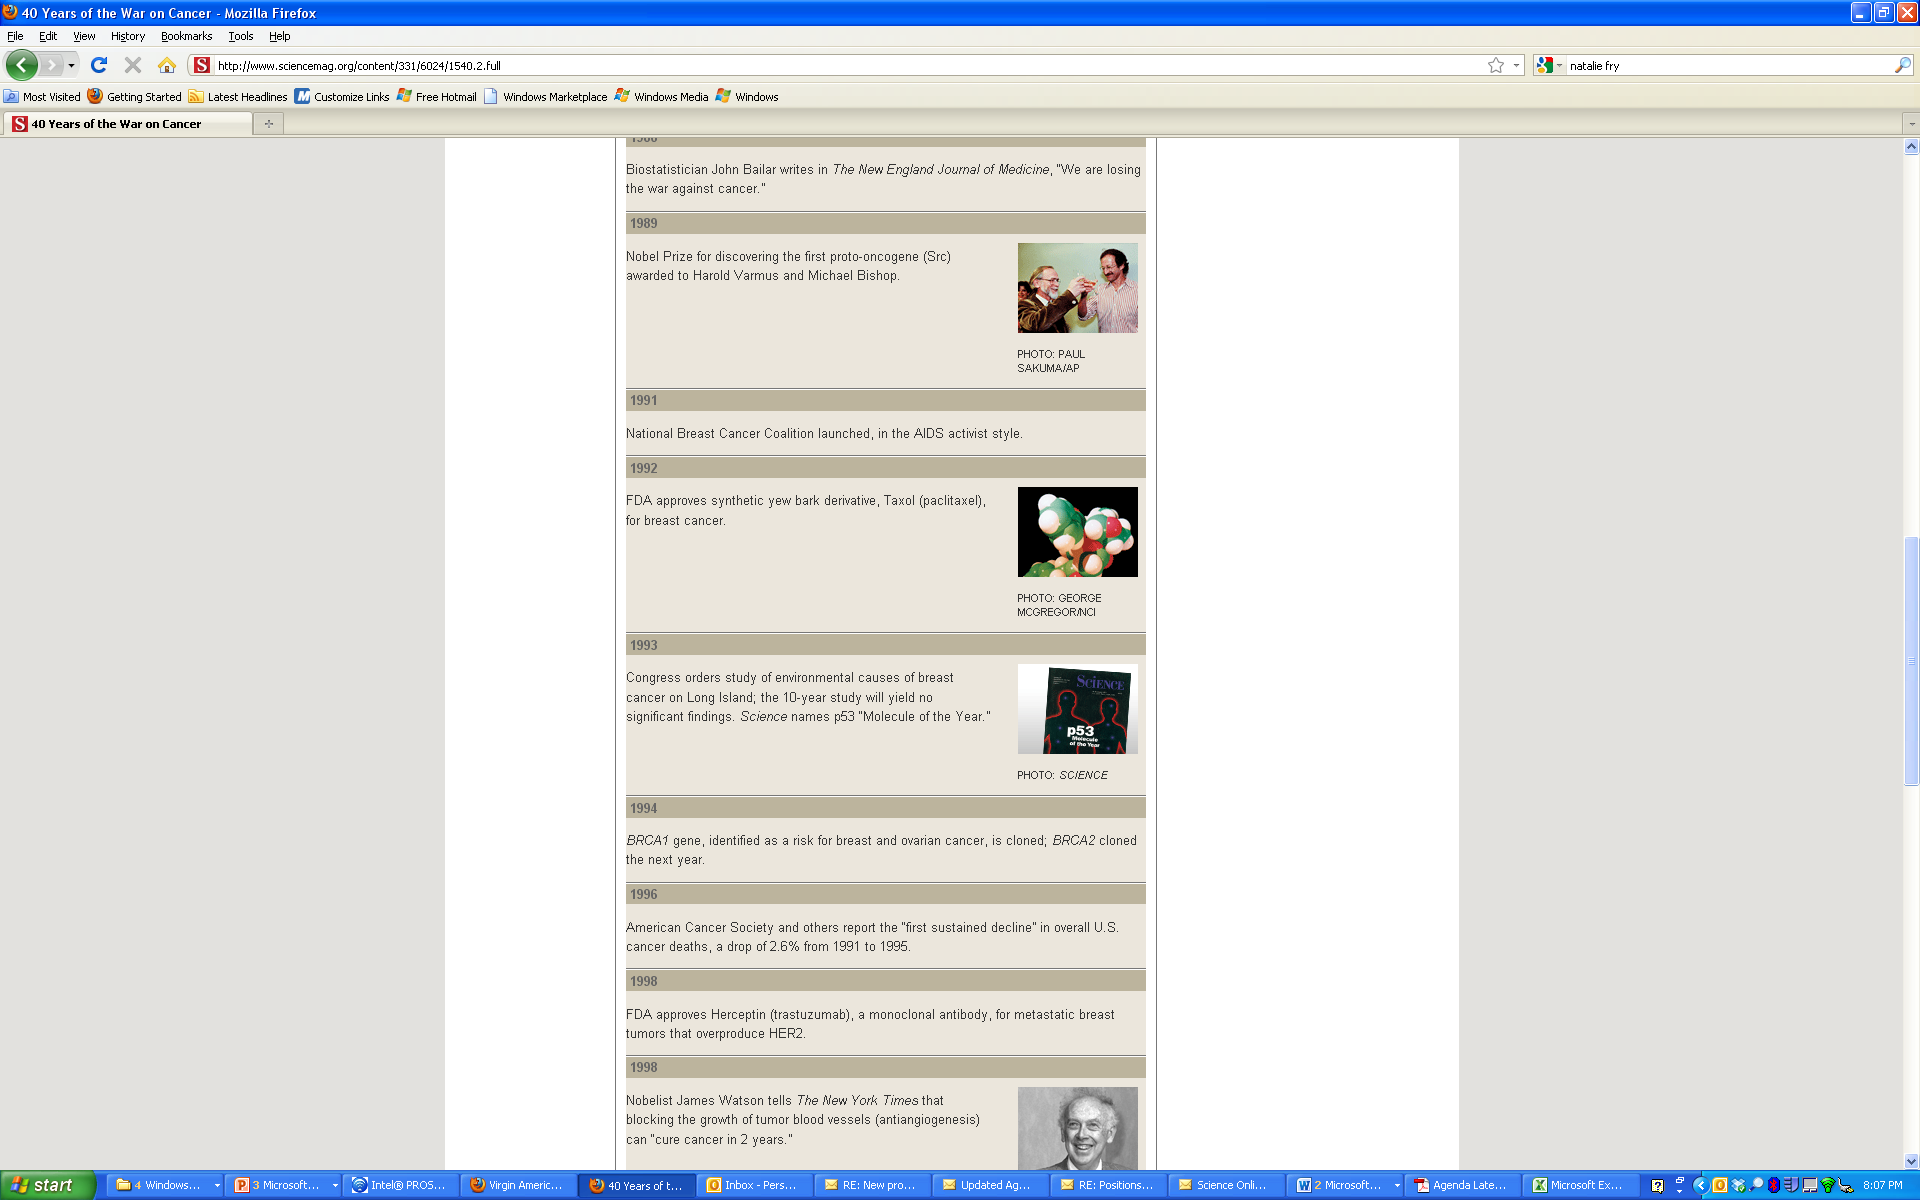 40 Years of the War on Cancer - Mozilla Firefox
File Edit View History Bookmarks Tools Help
http://www.sciencemag.org/content/331/6024/1540.2.full
natalie fry
Most Visited Getting Started Latest Headlines Customize Links Free Hotmail Windows Marketplace Windows Media Windows
40 Years of the War on Cancer
Biostatistician John Bailar writes in The New England Journal of Medicine, "We are losing
the war against cancer."
1989
Nobel Prize for discovering the first proto-oncogene (Src)
awarded to Harold Varmus and Michael Bishop.
PHOTO: PAUL
SAKUMA/AP
1991
National Breast Cancer Coalition launched, in the AIDS activist style.
1992
FDA approves synthetic yew bark derivative, Taxol (paclitaxel),
for breast cancer.
PHOTO: GEORGE
MCGREGOR/NCI
1993
Congress orders study of environmental causes of breast
cancer on Long Island; the 10-year study will yield no
significant findings. Science names p53 "Molecule of the Year."
SCIENCE
p53
Molecule
of the Year
PHOTO: SCIENCE
1994
BRCA1 gene, identified as a risk for breast and ovarian cancer, is cloned; BRCA2 cloned
the next year.
1996
American Cancer Society and others report the "first sustained decline" in overall U.S.
cancer deaths, a drop of 2.6% from 1991 to 1995.
1998
FDA approves Herceptin (trastuzumab), a monoclonal antibody, for metastatic breast
tumors that overproduce HER2.
1998
Nobelist James Watson tells The New York Times that
blocking the growth of tumor blood vessels (antiangiogenesis)
can "cure cancer in 2 years."
start 4 Windows... 3 Microsoft... Intel® PROS... Virgin Americ... 40 Years of t... Inbox - Pers... RE: New pro... Updated Ag... RE: Positions... Science Onli... 2 Microsoft... Agenda Late... Microsoft Ex... 8:07 PM